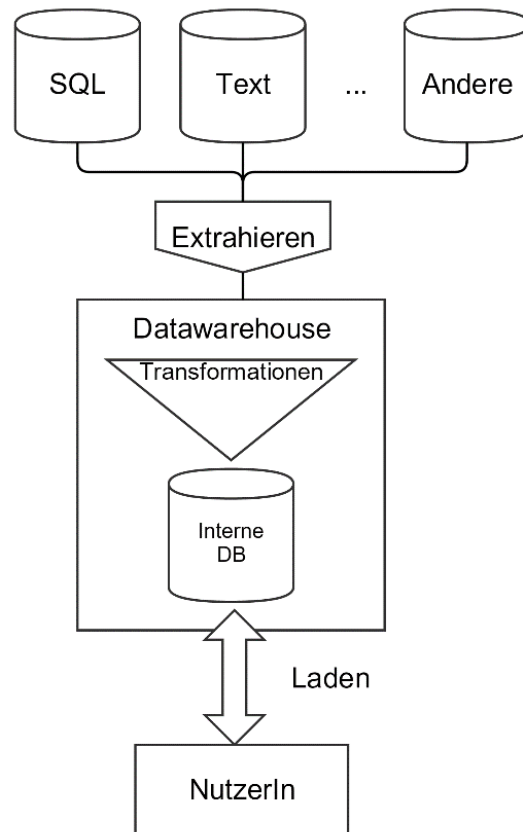 SQL
Text
...
Andere
Extrahieren
Datawarehouse
Transformationen
Interne
DB
Laden
NutzerIn